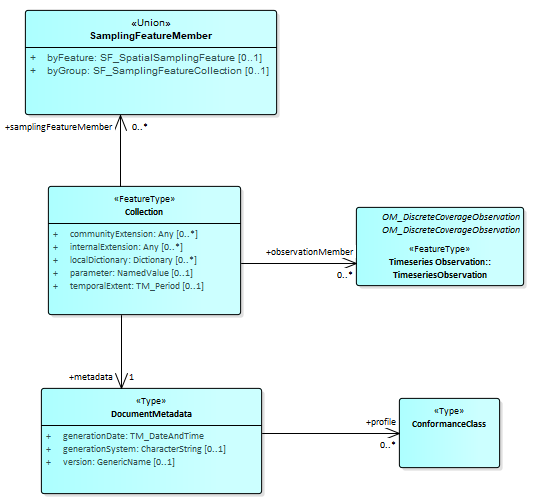 «Union»
SamplingFeatureMember
+ byFeature: SF_SpatialSamplingFeature [0..1]
+ byGroup: SF_SamplingFeatureCollection [0..1]
+samplingFeatureMember 0..*
«FeatureType»
Collection
+ communityExtension: Any [0..*]
+ internalExtension: Any [0..*]
+ localDictionary: Dictionary [0..*]
+ parameter: NamedValue [0..1]
+ temporalExtent: TM_Period [0..1]
+observationMember
0..*
OM_DiscreteCoverageObservation
OM_DiscreteCoverageObservation
«FeatureType»
Timeseries Observation::
TimeseriesObservation
+metadata 1
«Type»
DocumentMetadata
+ generationDate: TM_DateAndTime
+ generationSystem: CharacterString [0..1]
+ version: GenericName [0..1]
+profile
0..*
«Type»
ConformanceClass